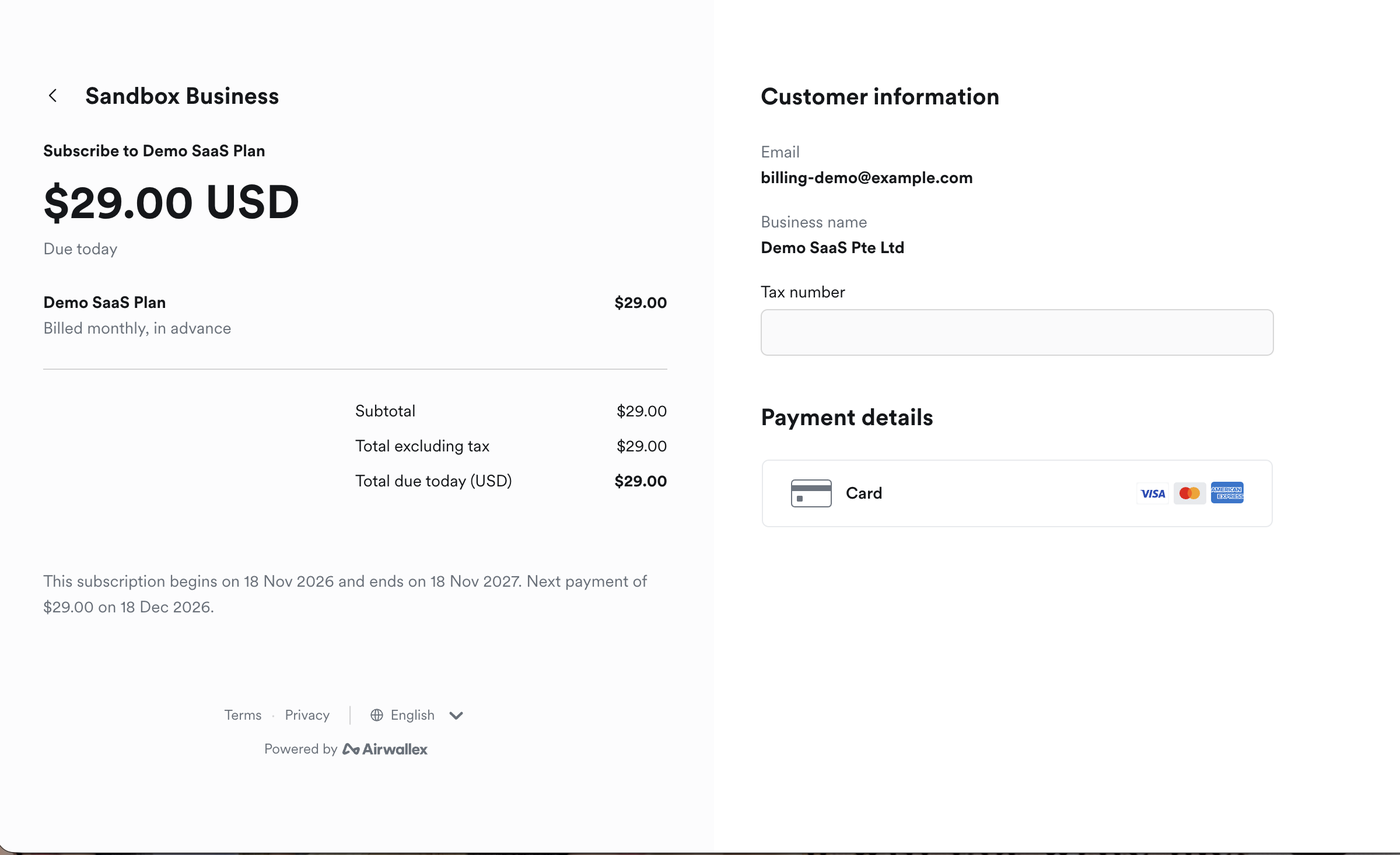 Sandbox Business
Subscribe to Demo SaaS Plan
$29.00 USD
Due today
Demo SaaS Plan $29.00
Billed monthly, in advance
Subtotal $29.00
Total excluding tax $29.00
Total due today (USD) $29.00
This subscription begins on 18 Nov 2026 and ends on 18 Nov 2027. Next payment of
$29.00 on 18 Dec 2026.
Terms · Privacy English
Powered by Airwallex
Customer information
Email
billing-demo@example.com
Business name
Demo SaaS Pte Ltd
Tax number
Payment details
Card VISA AMERICAN EXPRESS